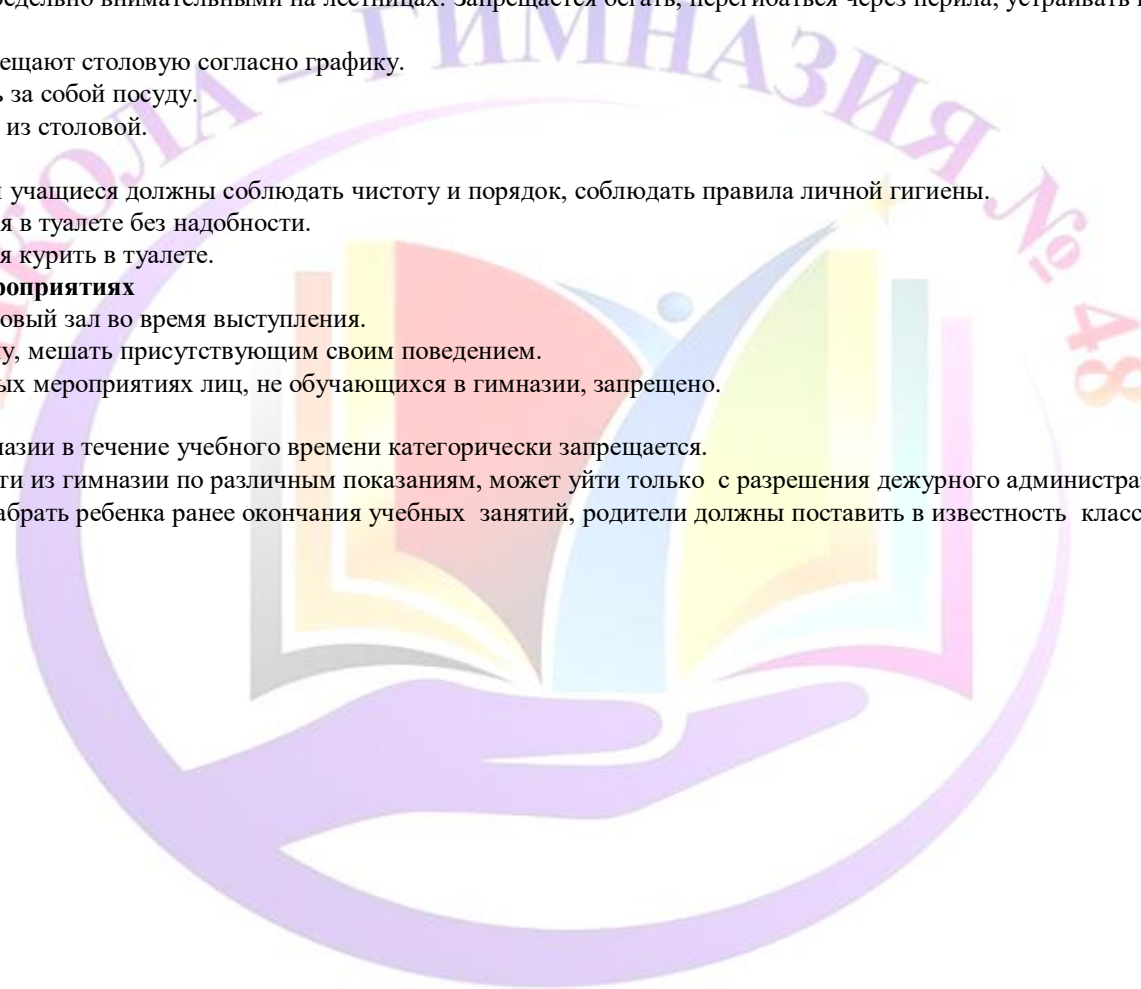 внимательными на лестницах. Запрещается бегать, перегибаться через перила, устраивать
ещают столовую согласно графику.
ь за собой посуду.
из столовой.
учащиеся должны соблюдать чистоту и порядок, соблюдать правила личной гигиены.
я в туалете без надобности.
я курить в туалете.
роприятиях
овый зал во время выступления.
у, мешать присутствующим своим поведением.
ых мероприятиях лиц, не обучающихся в гимназии, запрещено.
назии в течение учебного времени категорически запрещается.
ти из гимназии по различным показаниям, может уйти только с разрешения дежурного администра
абрать ребенка ранее окончания учебных занятий, родители должны поставить в известность класс
ШКОЛА – ГИМНАЗИЯ № 48